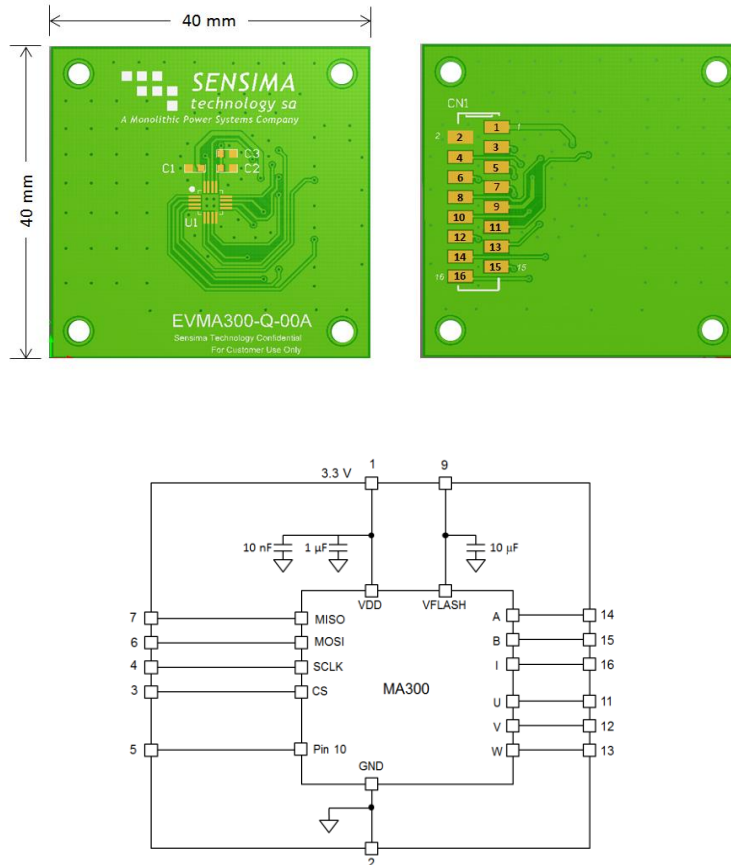 40 mm
40 mm
SENSIMA
technology sa
A Monolithic Power Systems Company
C3
C1
C2
U1
EVMA300-Q-00A
Sensima Technology Confidential
For Customer Use Only
CN1
1
1
2
2
3
4
5
6
7
8
9
10
11
12
13
14
15
15
16
16
3.3 V
1
9
10 nF
1 µF
10 µF
VDD
VFLASH
7
MISO
A
14
6
MOSI
B
15
4
SCLK
I
16
3
CS
MA300
U
11
V
12
5
Pin 10
W
13
GND
2